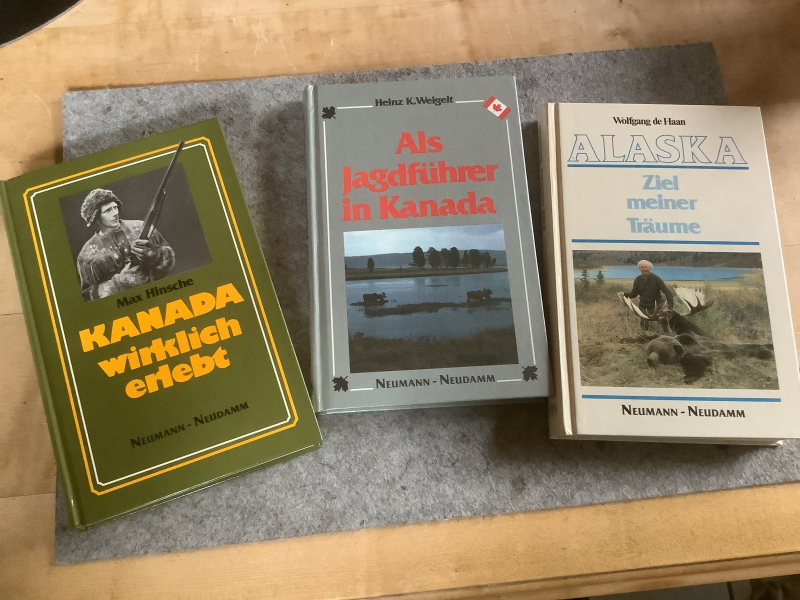 Max Hinsche
KANADA
wirklich
erlebt
NEUMANN - NEUDAMM
Heinz K. Weigelt
Als
Jagdführer
in Kanada
NEUMANN - NEUDAMM
Wolfgang de Haan
ALASKA
Ziel
meiner
Träume
NEUMANN - NEUDAMM